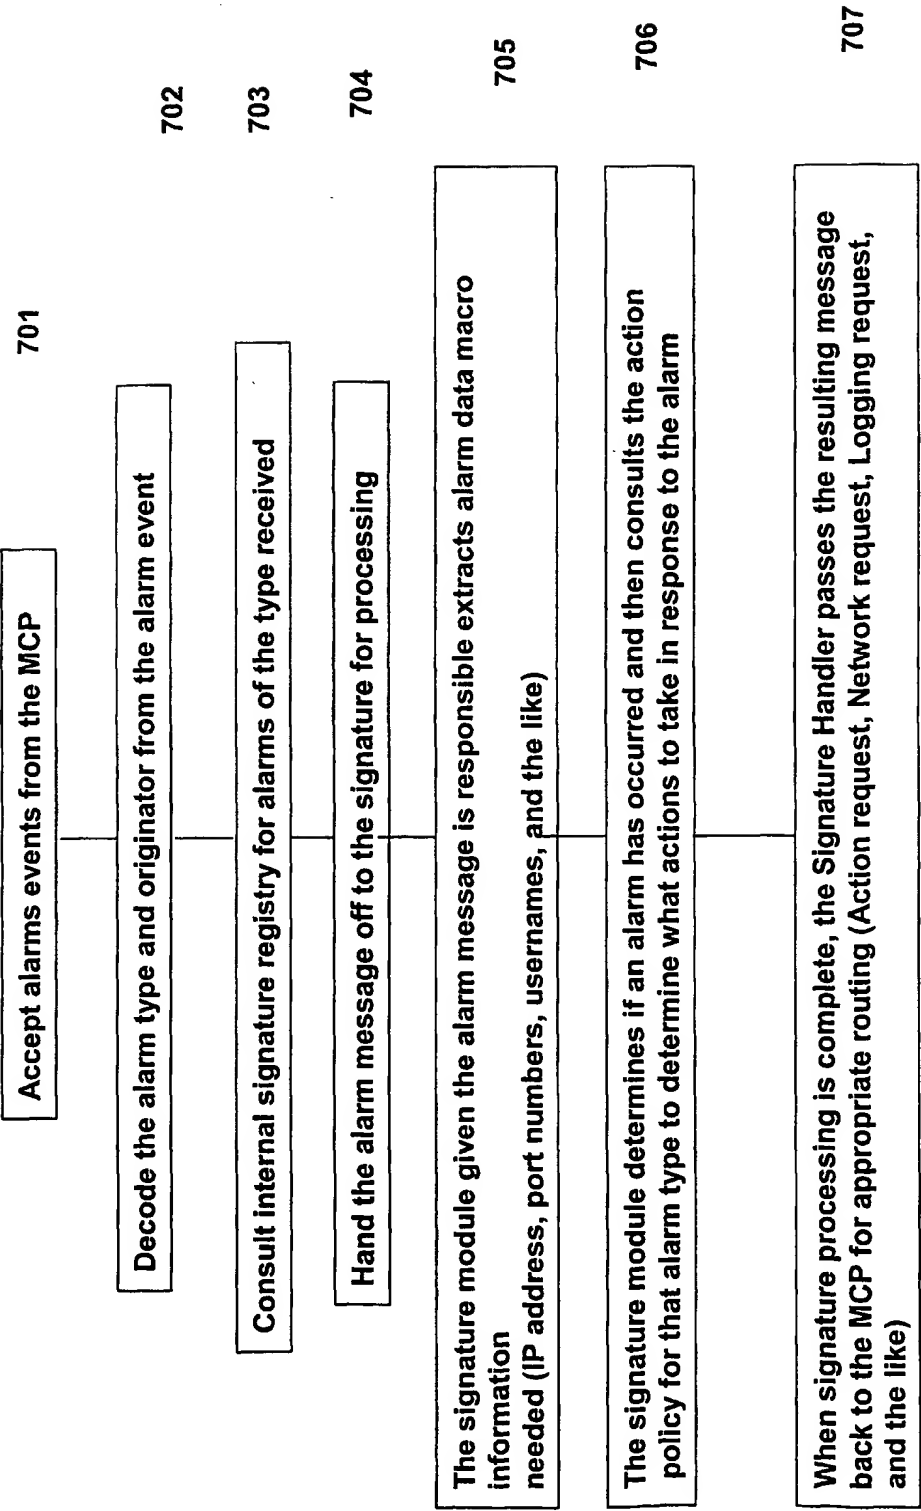 Accept alarms events from the MCP
701
Decode the alarm type and originator from the alarm event
702
Consult Internal signature registry for alarms of the type received
703
Hand the alarm message off to the signature for processing
704
The signature module given the alarm message is responsible extracts alarm data macro
information
needed (IP address, port numbers, usernames, and the like)
705
The signature module determines if an alarm has occurred and then consults the action
policy for that alarm type to determine what actions to take in response to the alarm
706
When signature processing is complete, the Signature Handler passes the resulting message
back to the MCP for appropriate routing (Action request, Network request, Logging request,
and the like)
707